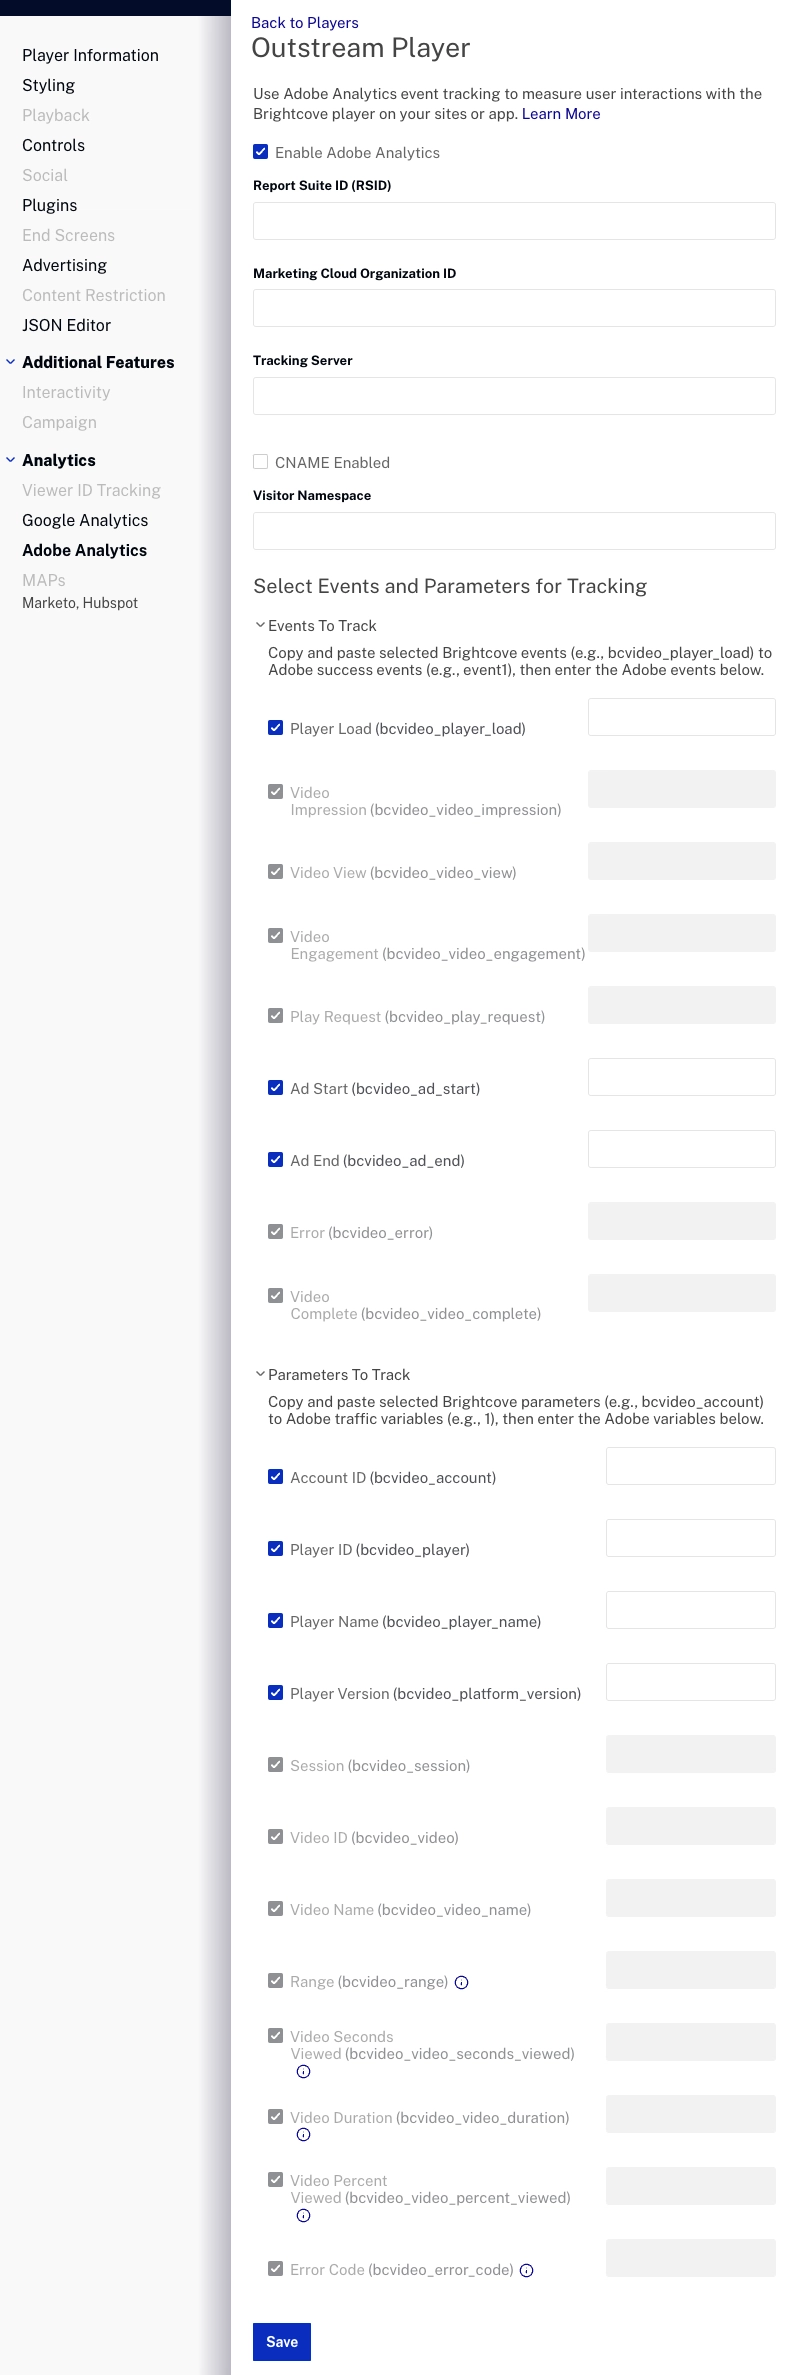 Player Information
Styling
Playback
Controls
Social
Plugins
End Screens
Advertising
Content Restriction
JSON Editor
Additional Features
Interactivity
Campaign
Analytics
Viewer ID Tracking
Google Analytics
Adobe Analytics
MAPs
Marketo, Hubspot
Back to Players
Outstream Player
Use Adobe Analytics event tracking to measure user interactions with the
Brightcove player on your sites or app. Learn More
Enable Adobe Analytics
Report Suite ID (RSID)
Marketing Cloud Organization ID
Tracking Server
CNAME Enabled
Visitor Namespace
Select Events and Parameters for Tracking
Events To Track
Copy and paste selected Brightcove events (e.g., bcvideo_player_load) to
Adobe success events (e.g., event1), then enter the Adobe events below.
Player Load (bcvideo_player_load)
Video
Impression (bcvideo_video_impression)
Video View (bcvideo_video_view)
Video
Engagement (bcvideo_video_engagement)
Play Request (bcvideo_play_request)
Ad Start (bcvideo_ad_start)
Ad End (bcvideo_ad_end)
Error (bcvideo_error)
Video
Complete (bcvideo_video_complete)
Parameters To Track
Copy and paste selected Brightcove parameters (e.g., bcvideo_account)
to Adobe traffic variables (e.g., 1), then enter the Adobe variables below.
Account ID (bcvideo_account)
Player ID (bcvideo_player)
Player Name (bcvideo_player_name)
Player Version (bcvideo_platform_version)
Session (bcvideo_session)
Video ID (bcvideo_video)
Video Name (bcvideo_video_name)
Range (bcvideo_range)
Video Seconds
Viewed (bcvideo_video_seconds_viewed)
Video Duration (bcvideo_video_duration)
Video Percent
Viewed (bcvideo_video_percent_viewed)
Error Code (bcvideo_error_code)
Save